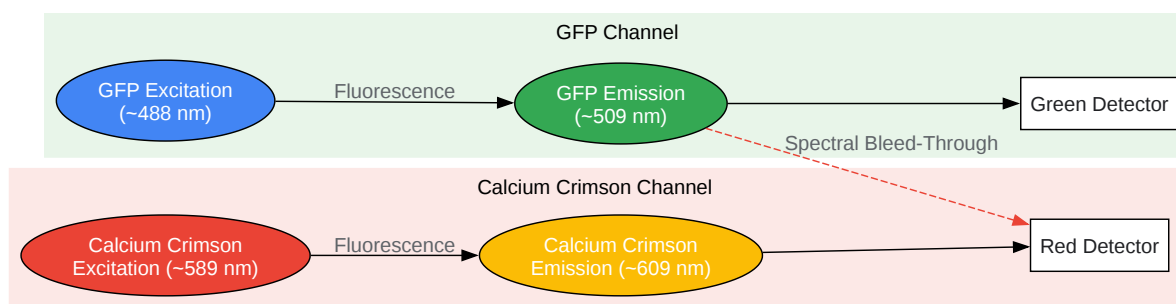 GFP Channel
GFP Excitation
(~488 nm)
Fluorescence
GFP Emission
(~509 nm)
Green Detector
Spectral Bleed-Through
Calcium Crimson Channel
Calcium Crimson
Excitation (~589 nm)
Fluorescence
Calcium Crimson
Emission (~609 nm)
Red Detector